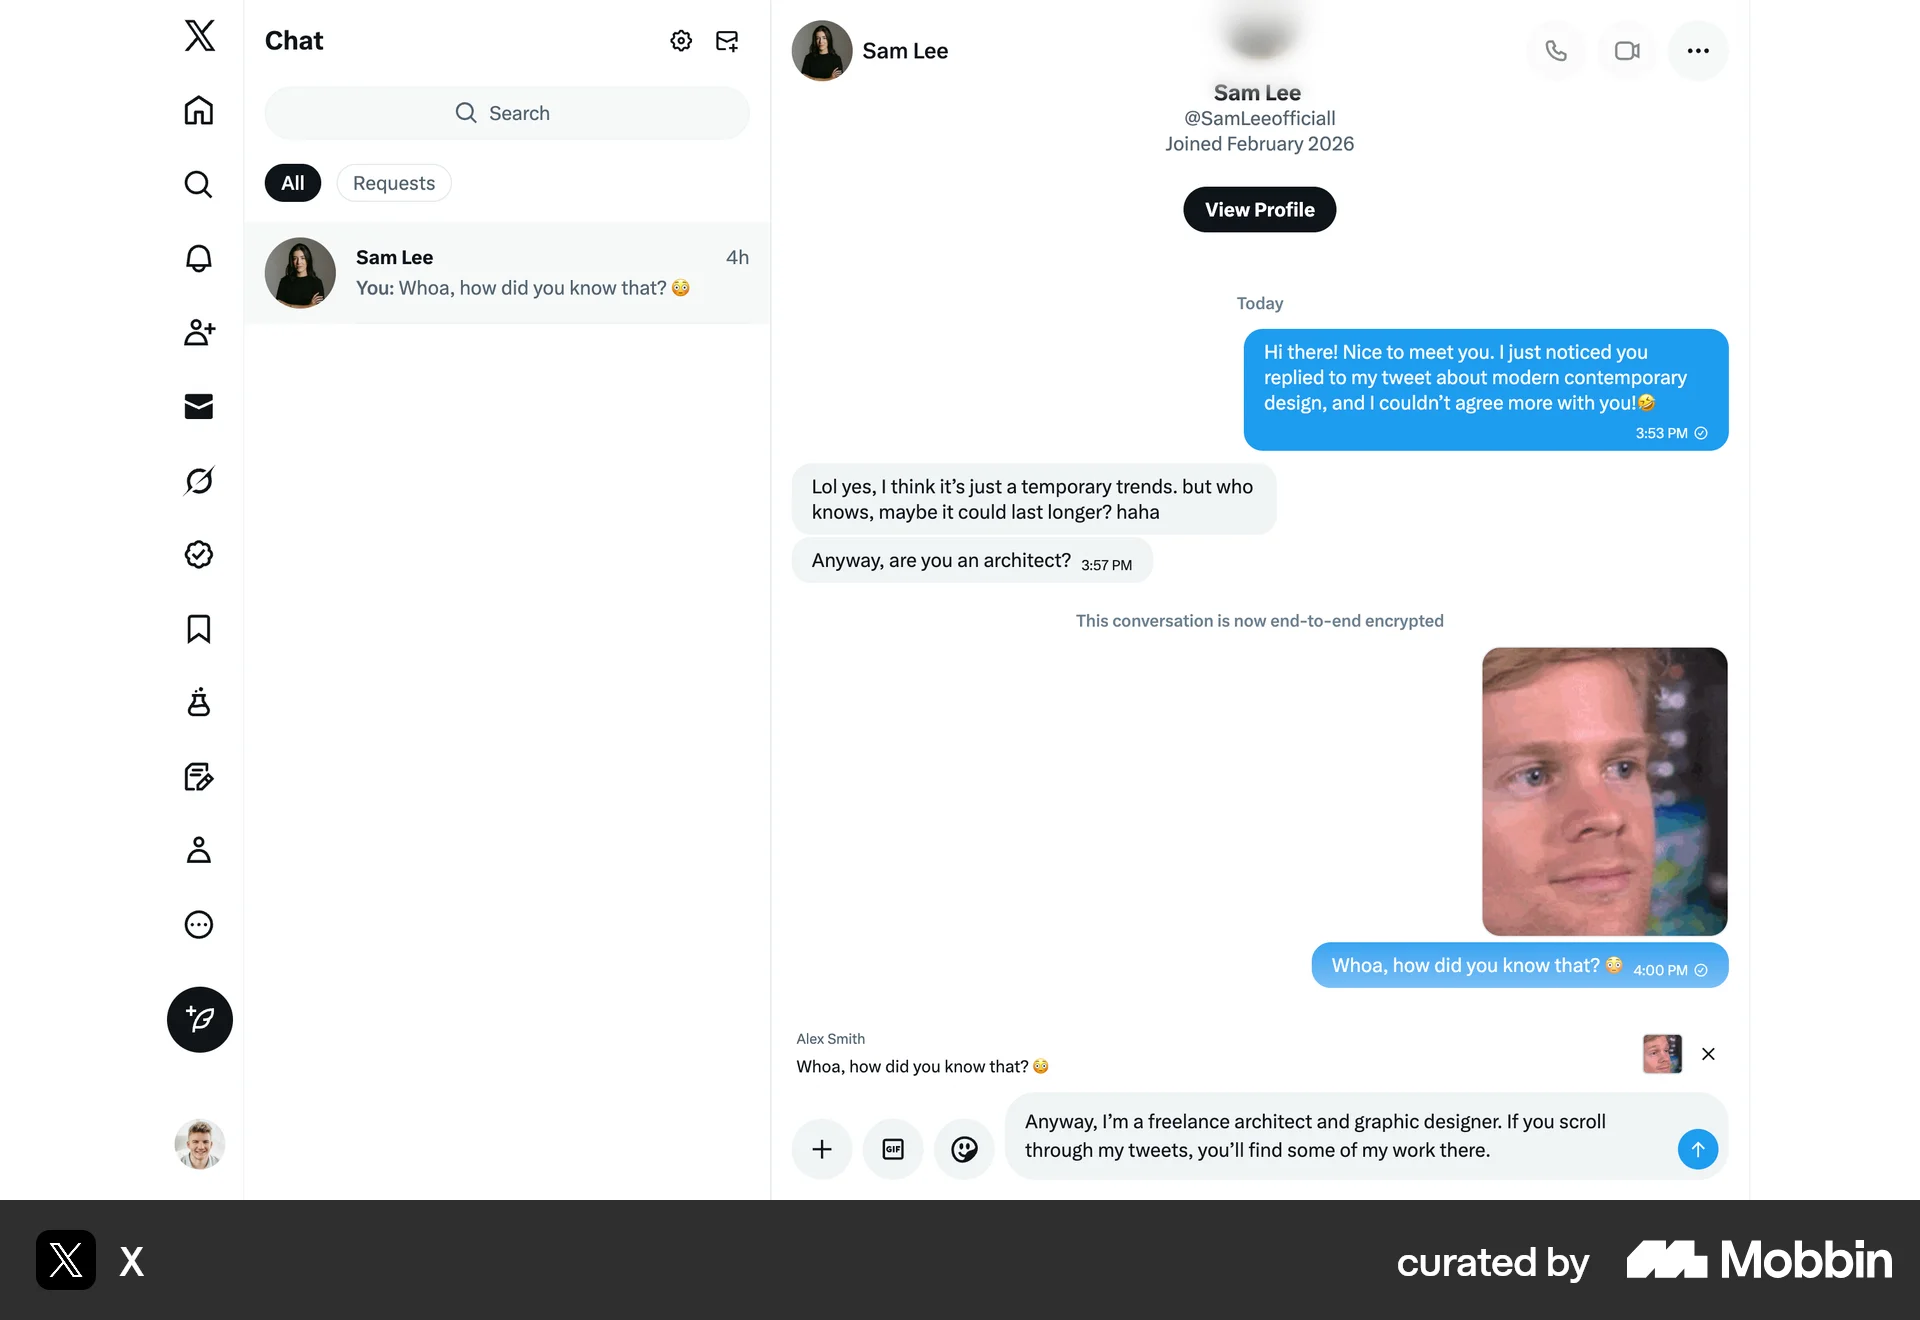 Chat
Search
All
Requests
Sam Lee
4h
You: Whoa, how did you know that? 😳
Sam Lee
Sam Lee
@SamLeeofficiall
Joined February 2026
View Profile
Today
Hi there! Nice to meet you. I just noticed you
replied to my tweet about modern contemporary
design, and I couldn’t agree more with you!🤣
3:53 PM
Lol yes, I think it’s just a temporary trends. but who
knows, maybe it could last longer? haha
Anyway, are you an architect? 3:57 PM
This conversation is now end-to-end encrypted
Whoa, how did you know that? 😳 4:00 PM
Alex Smith
Whoa, how did you know that? 😳
GIF
Anyway, I’m a freelance architect and graphic designer. If you scroll
through my tweets, you’ll find some of my work there.
X
curated by Mobbin